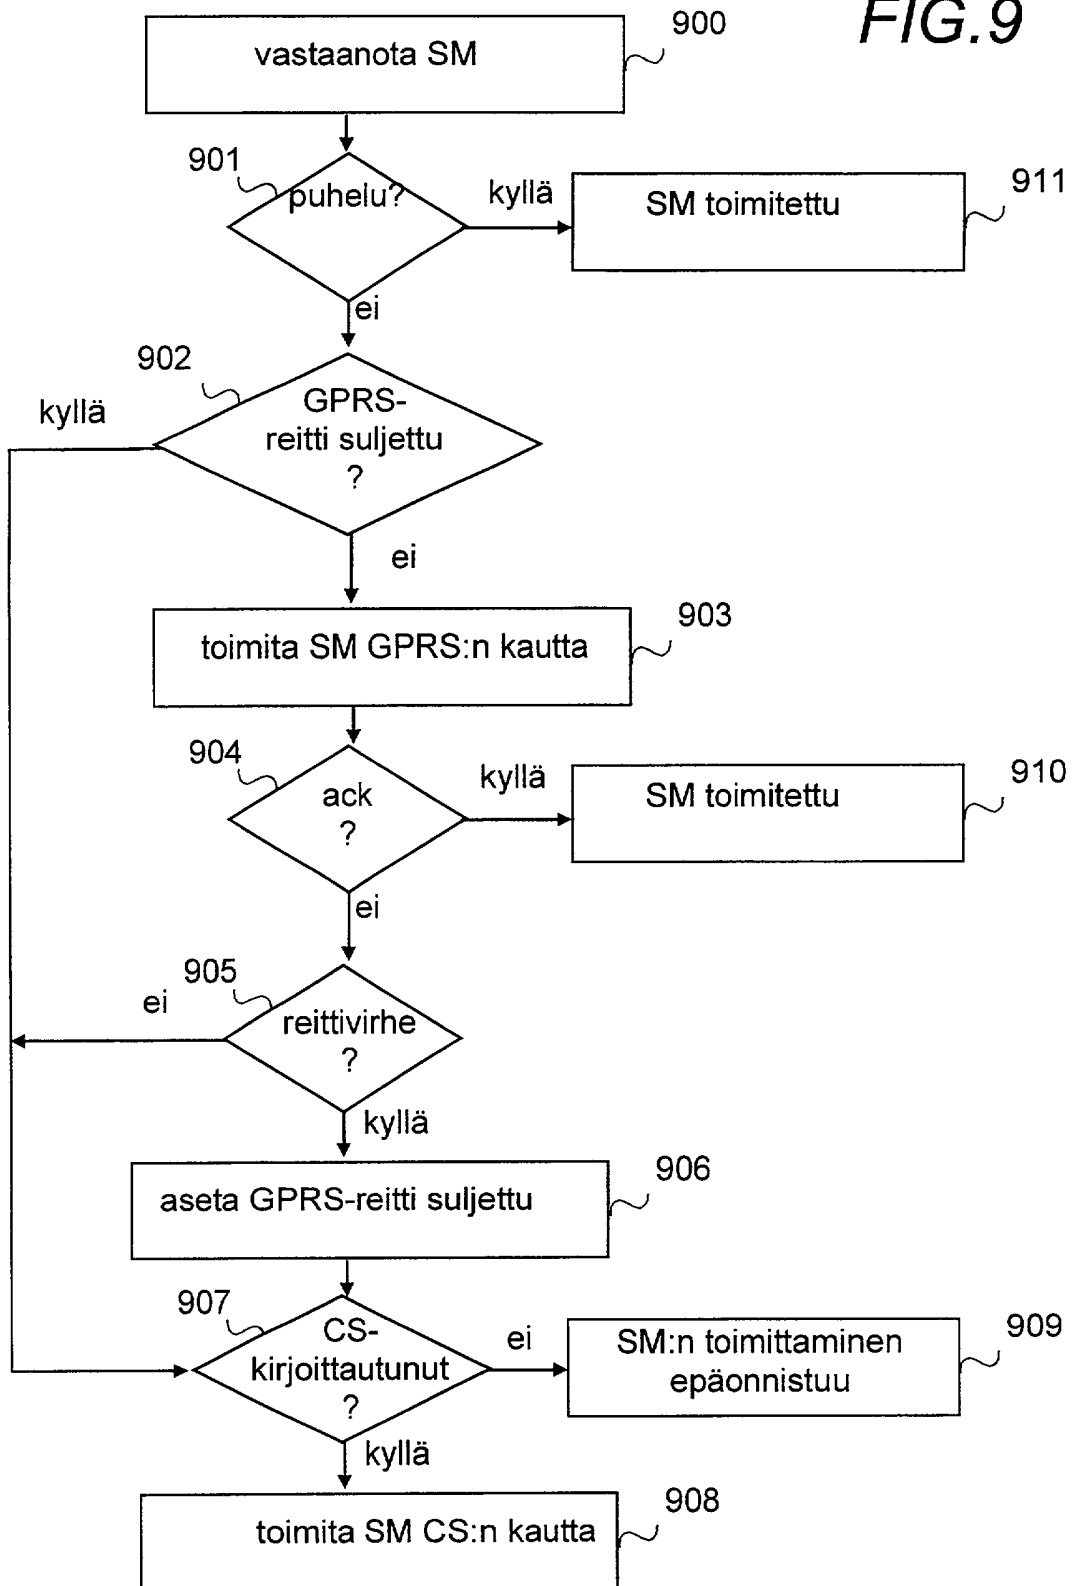 FIG.9
900
vastaanota SM
901
puhelu?
kyllä
SM toimitettu
911
ei
902
kyllä
GPRS-
reitti suljettu
?
ei
903
toimita SM GPRS:n kautta
904
ack
?
kyllä
SM toimitettu
910
ei
905
ei
reittivirhe
?
kyllä
906
aseta GPRS-reitti suljettu
907
CS-
kirjoittautunut
?
ei
SM:n toimittaminen
epäonnistuu
909
kyllä
908
toimita SM CS:n kautta